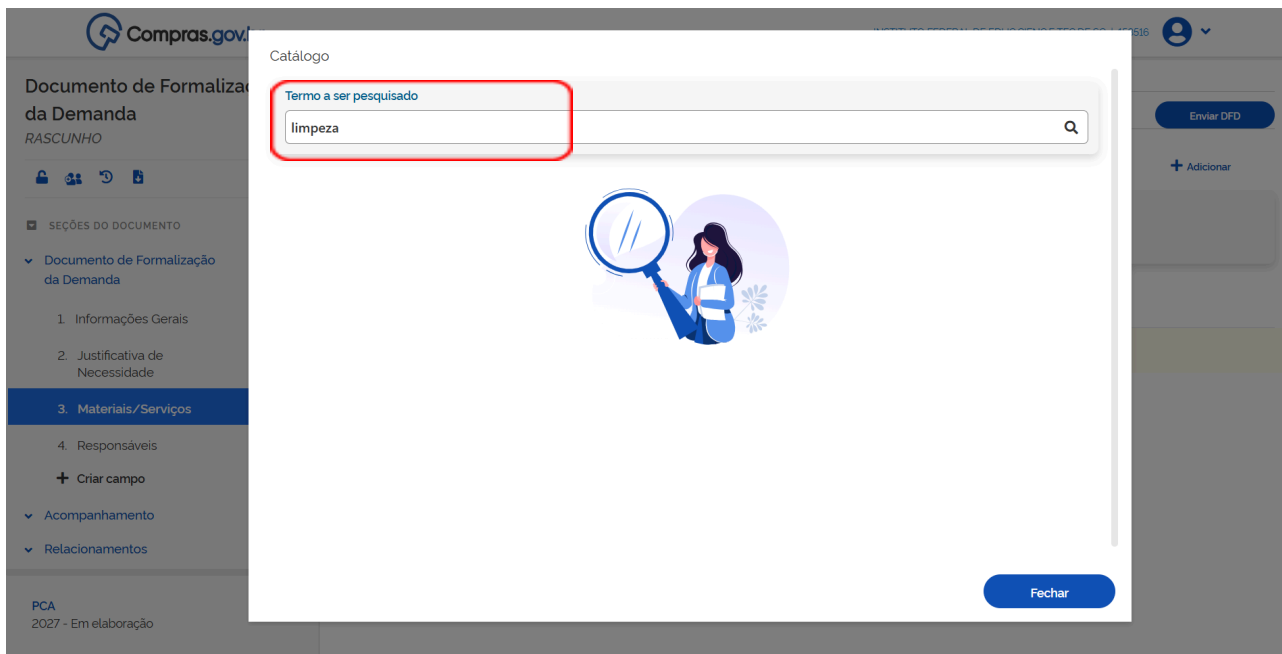 Compras.gov.
516
Catálogo
Documento de Formaliza
da Demanda
RASCUNHO
Termo a ser pesquisado
limpeza
Enviar DFD
Adicionar
SEÇÕES DO DOCUMENTO
Documento de Formalização
da Demanda
1. Informações Gerais
2. Justificativa de
Necessidade
3. Materiais/Serviços
4. Responsáveis
Criar campo
Acompanhamento
Relacionamentos
Fechar
PCA
2027 - Em elaboração